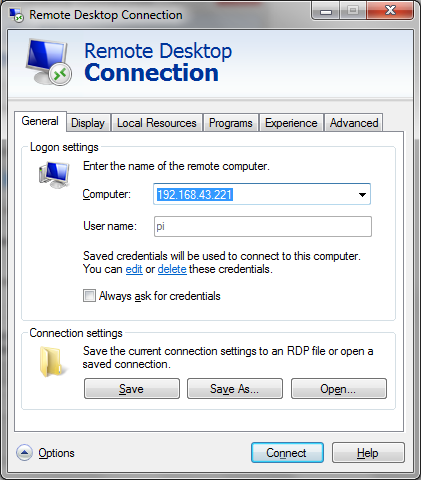 Remote Desktop Connection
Remote Desktop
Connection
General Display Local Resources Programs Experience Advanced
Logon settings
Enter the name of the remote computer.
Computer: 192.168.43.221
User name: pi
Saved credentials will be used to connect to this computer.
You can edit or delete these credentials.
Always ask for credentials
Connection settings
Save the current connection settings to an RDP file or open a
saved connection.
Save Save As... Open...
Options Connect Help